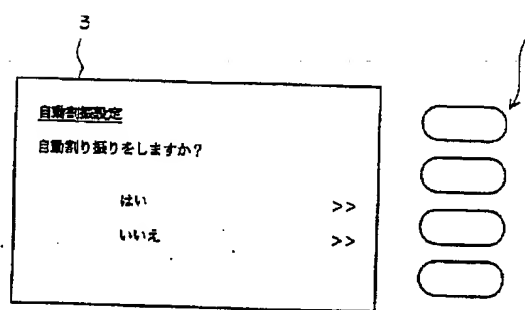 3
自動割振設定
自動割り振りをしますか?
はい >>
いいえ >>